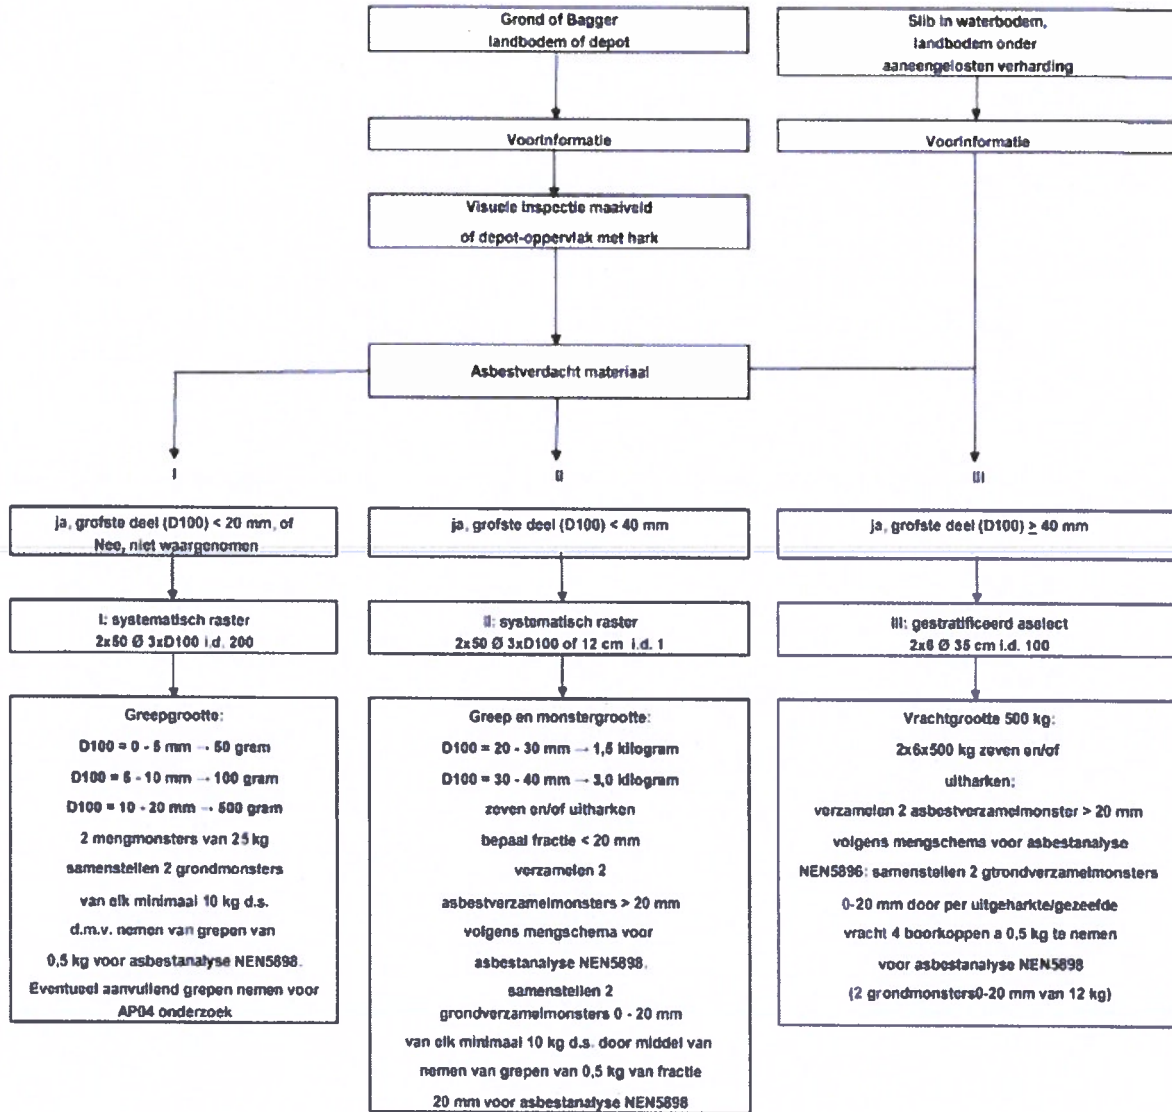 Grond of Bagger
landbodem of depot
Slib in waterbodem,
landbodem onder
aaneengelosten verharding
Voorinformatie
Voorinformatie
Visuele inspectie maaiveld
of depot-oppervlak met hark
Asbestverdacht materiaal
I
II
III
ja, grofste deel (D100) < 20 mm, of
Nee, niet waargenomen
ja, grofste deel (D100) < 40 mm
ja, grofste deel (D100) ≥ 40 mm
I: systematisch raster
2x50 Ø 3xD100 i.d. 200
II: systematisch raster
2x50 Ø 3xD100 of 12 cm i.d. 1
III: gestratificeerd aselect
2x6 Ø 35 cm i.d. 100
Greepgrootte:
D100 = 0 - 5 mm → 50 gram
D100 = 5 - 10 mm → 100 gram
D100 = 10 - 20 mm → 500 gram
2 mengmonsters van 25 kg
samenstellen 2 grondmonsters
van elk minimaal 10 kg d.s.
d.m.v. nemen van grepen van
0,5 kg voor asbestanalyse NEN5898.
Eventueel aanvullend grepen nemen voor
AP04 onderzoek
Greep en monstergrootte:
D100 = 20 - 30 mm → 1,5 kilogram
D100 = 30 - 40 mm → 3,0 kilogram
zeven en/of uitharken
bepaal fractie < 20 mm
verzamelen 2
asbestverzamelmonsters > 20 mm
volgens mengschema voor
asbestanalyse NEN5898.
samenstellen 2
grondverzamelmonsters 0 - 20 mm
van elk minimaal 10 kg d.s. door middel van
nemen van grepen van 0,5 kg van fractie
20 mm voor asbestanalyse NEN5898
Vrachtgrootte 500 kg:
2x6x500 kg zeven en/of
uitharken:
verzamelen 2 asbestverzamelmonster > 20 mm
volgens mengschema voor asbestanalyse
NEN5896: samenstellen 2 gtrondverzamelmonsters
0-20 mm door per uitgeharkte/gezeefde
vracht 4 boorkoppen a 0,5 kg te nemen
voor asbestanalyse NEN5898
(2 grondmonsters0-20 mm van 12 kg)